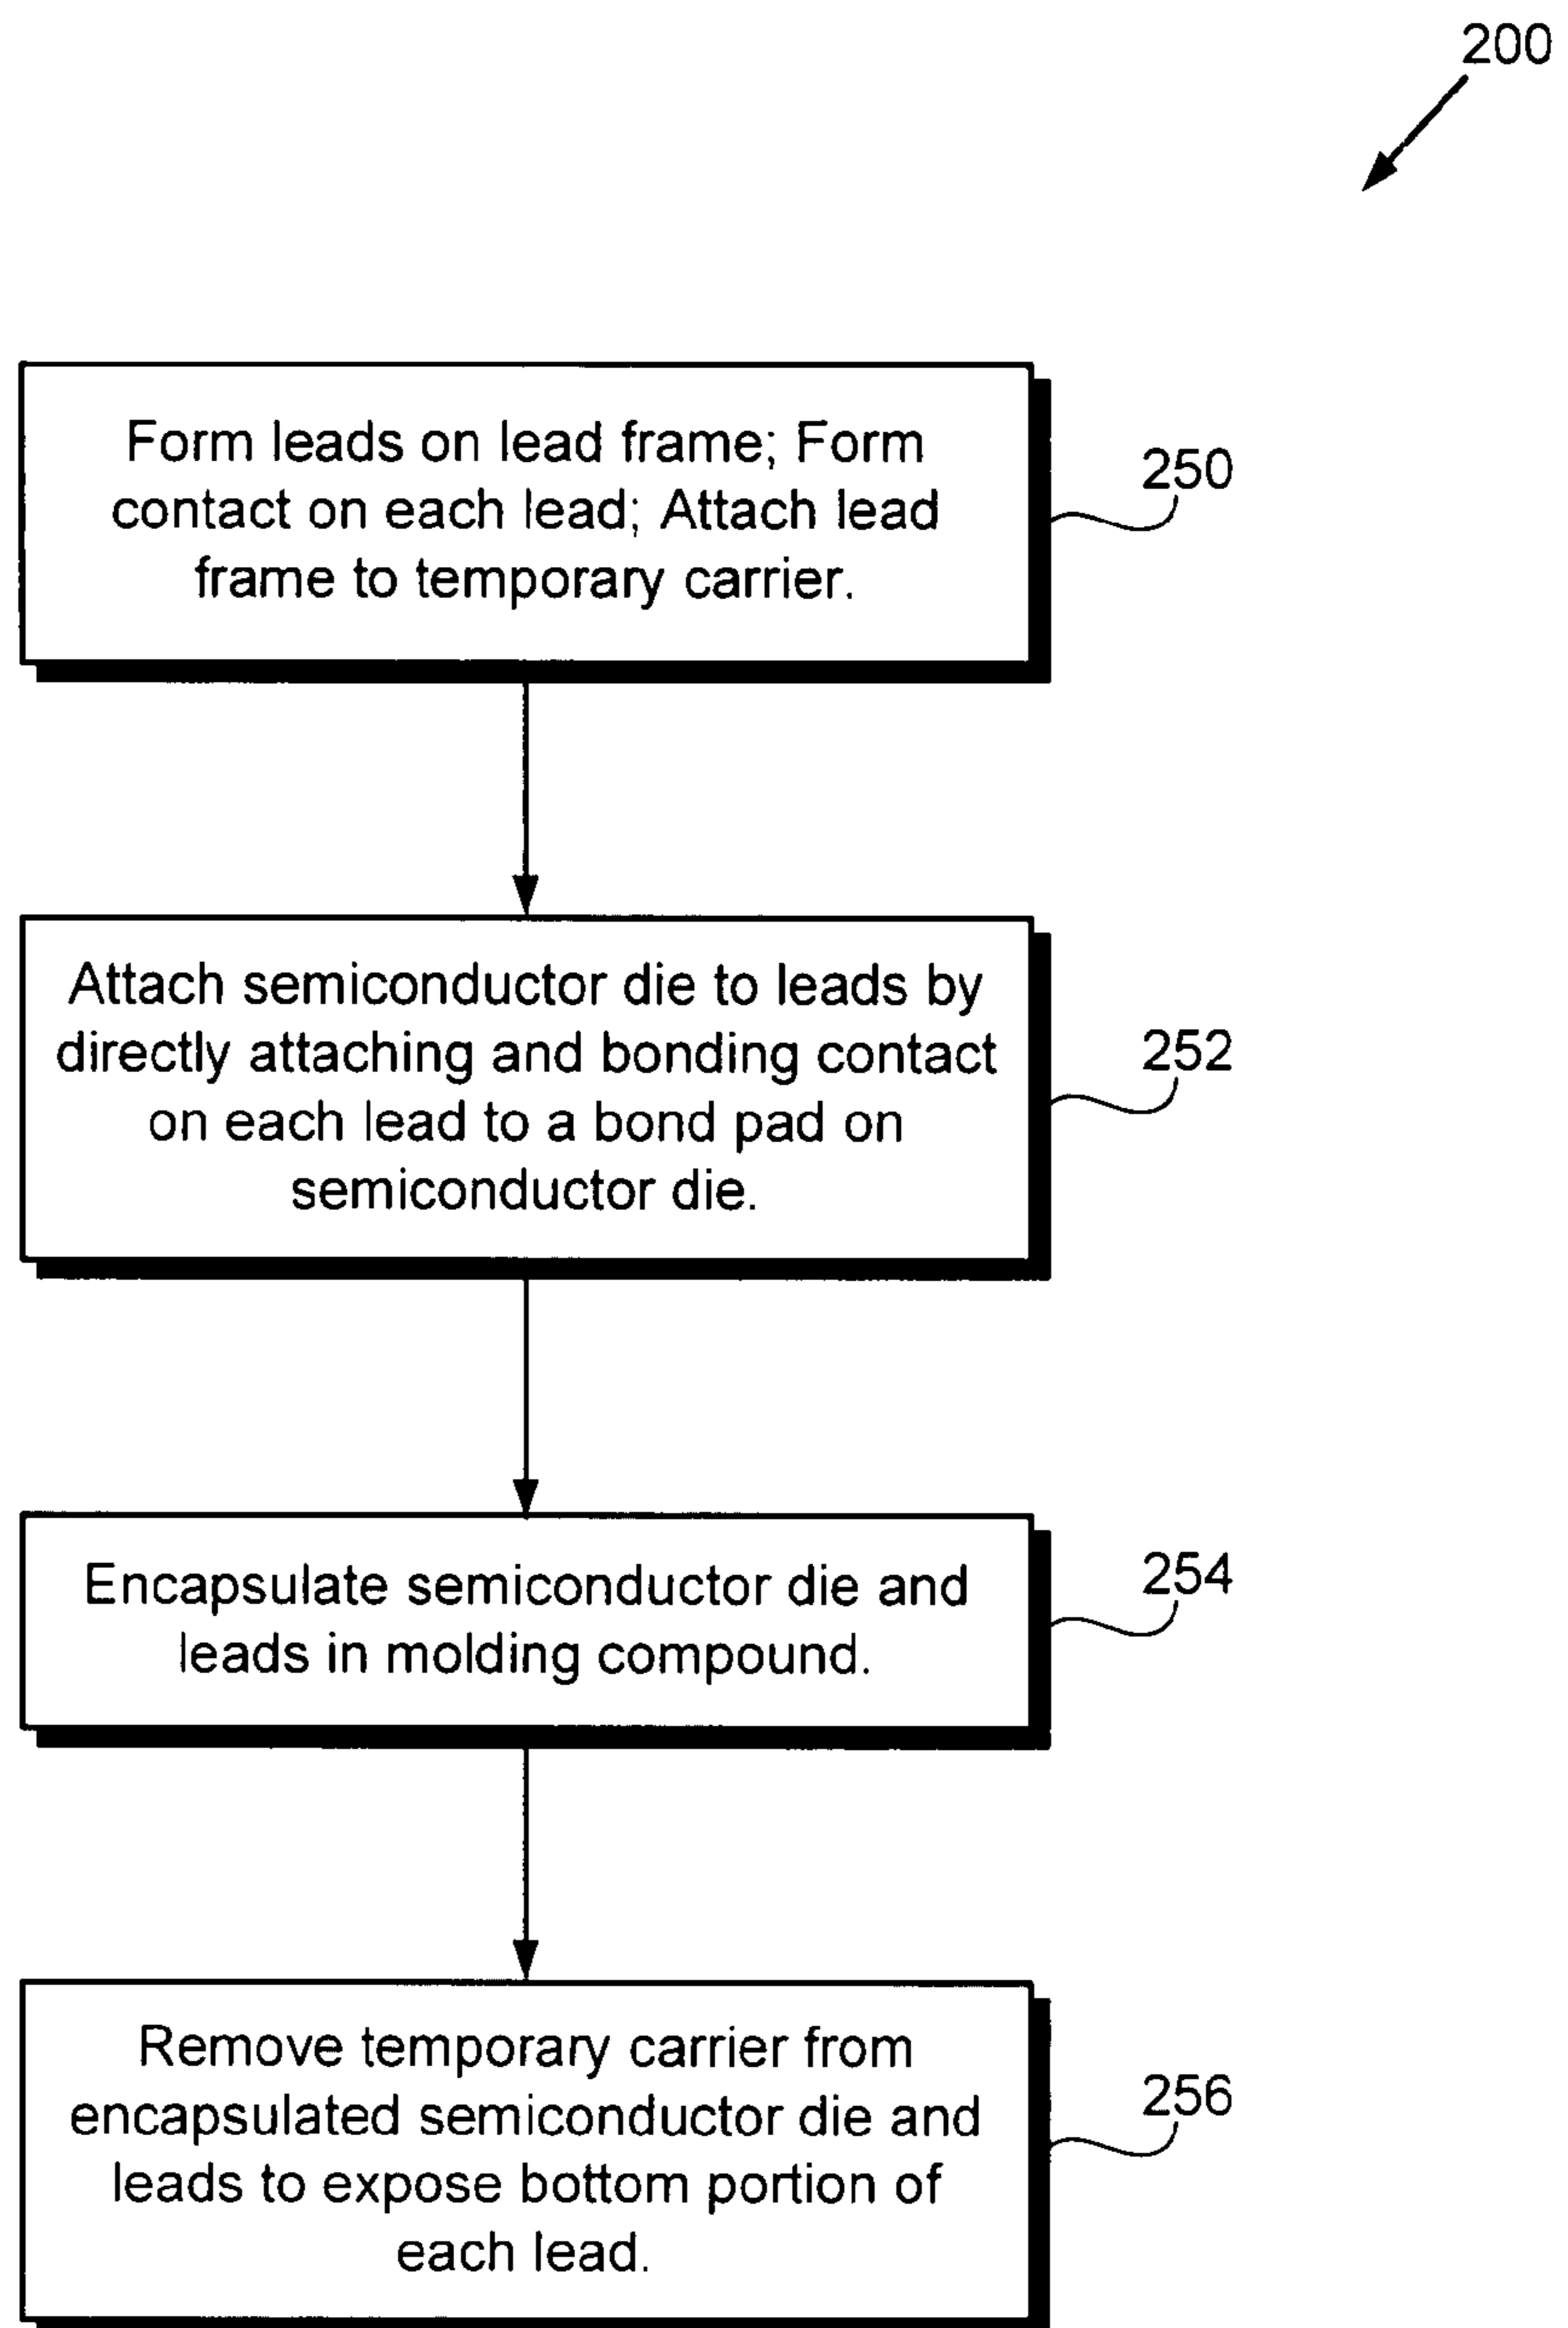 200
Form leads on lead frame; Form
contact on each lead; Attach lead
frame to temporary carrier.
250
Attach semiconductor die to leads by
directly attaching and bonding contact
on each lead to a bond pad on
semiconductor die.
252
Encapsulate semiconductor die and
leads in molding compound.
254
Remove temporary carrier from
encapsulated semiconductor die and
leads to expose bottom portion of
each lead.
256